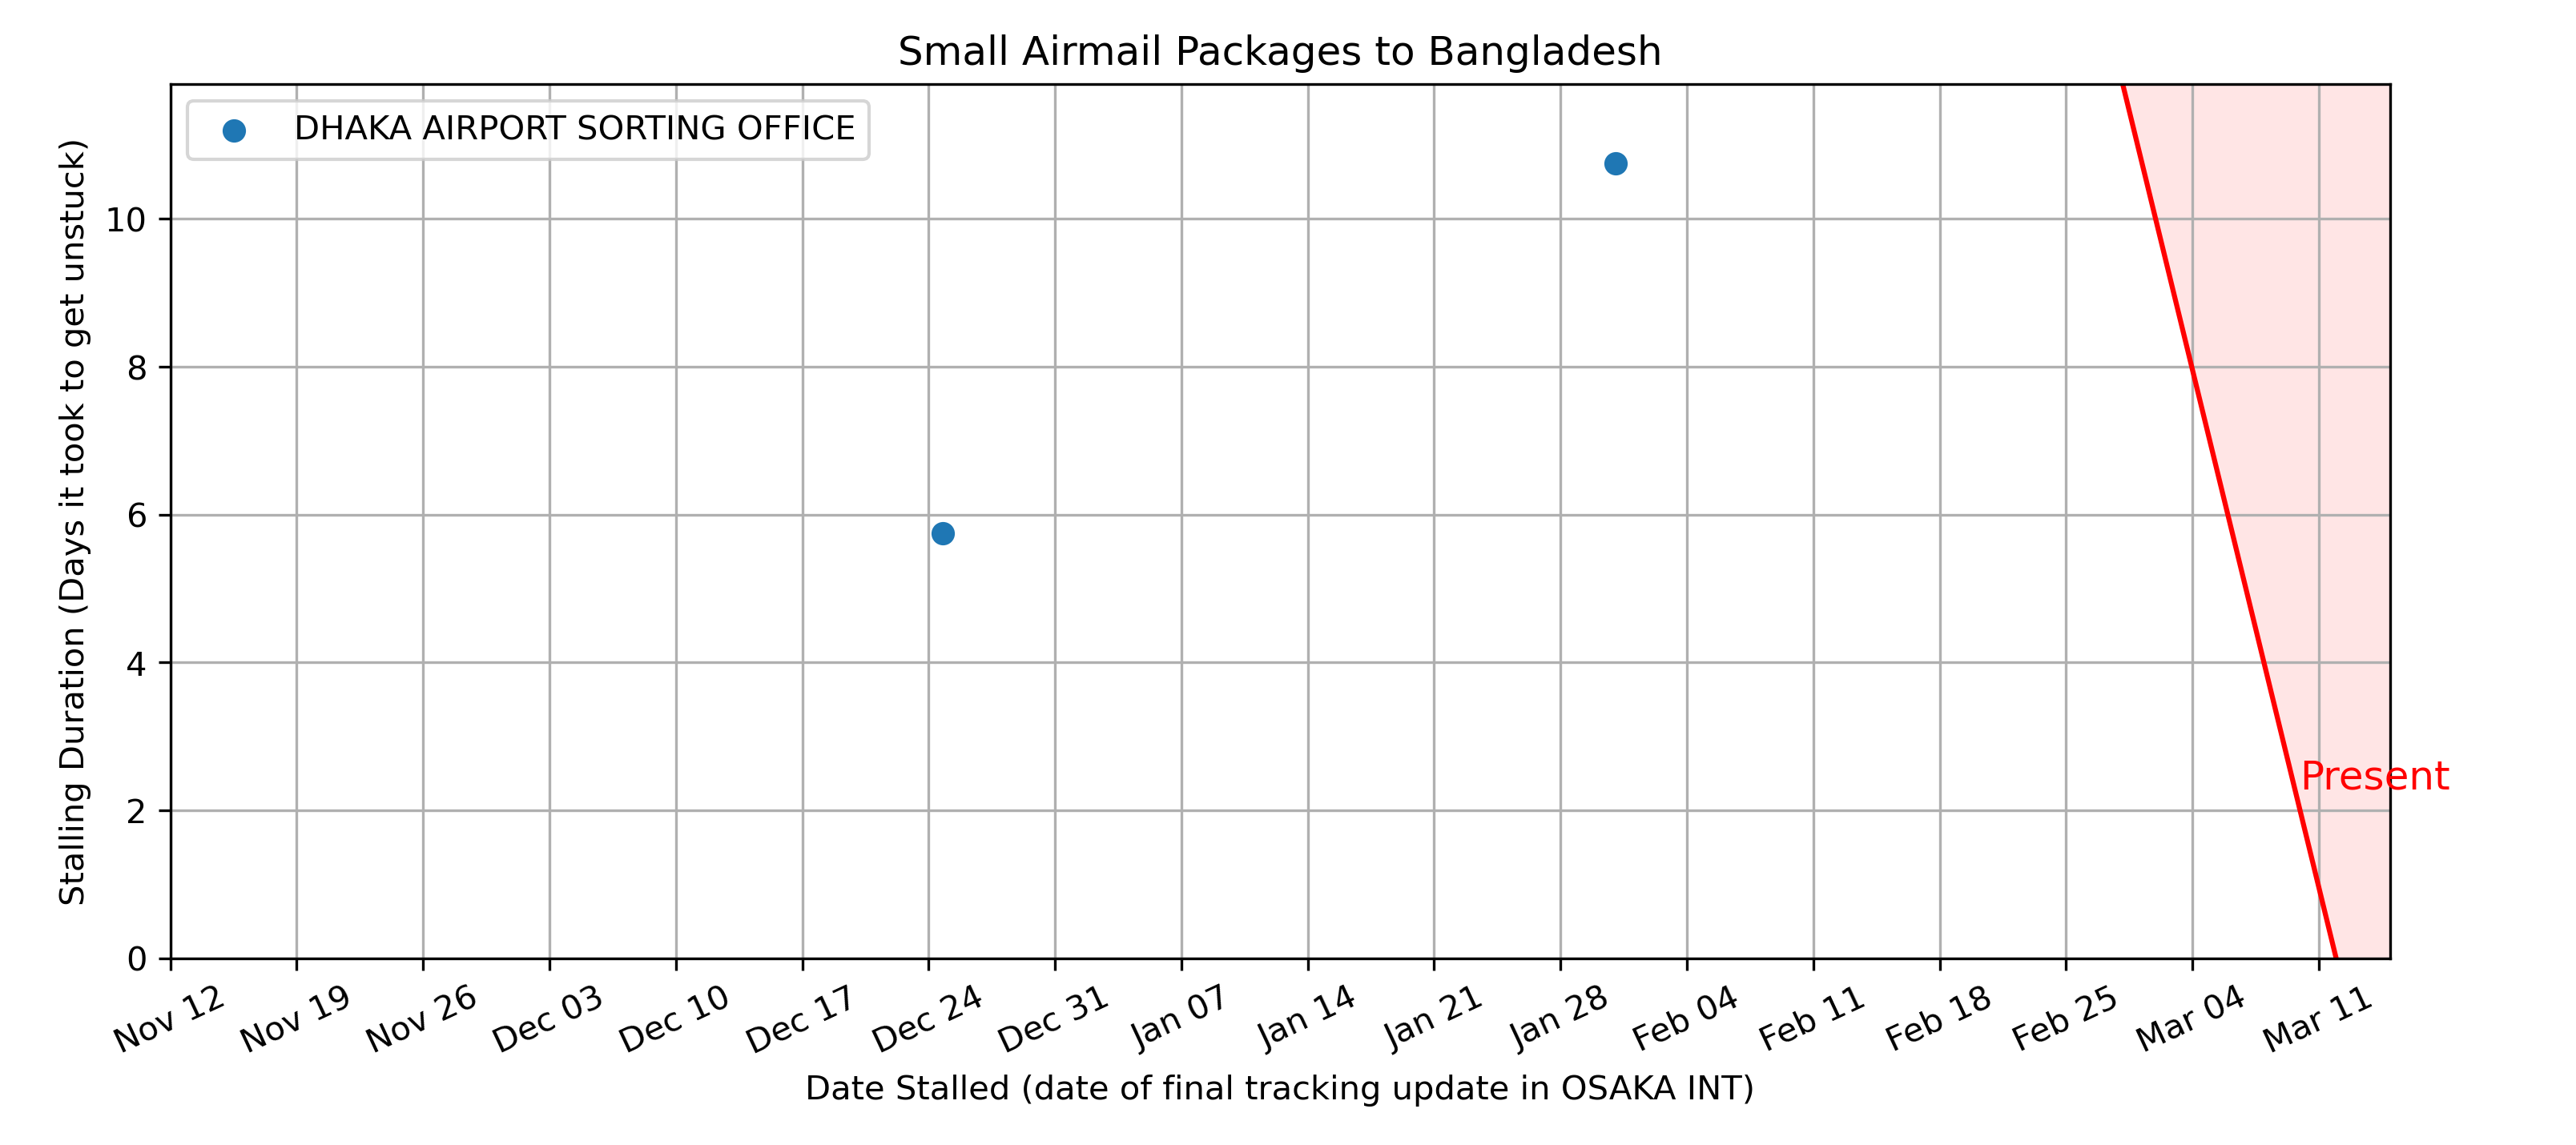 Small Airmail Packages to Bangladesh
DHAKA AIRPORT SORTING OFFICE
Stalling Duration (Days it took to get unstuck)
10
8
6
4
2
0
Present
Nov 12
Nov 19
Nov 26
Dec 03
Dec 10
Dec 17
Dec 24
Dec 31
Jan 07
Jan 14
Jan 21
Jan 28
Feb 04
Feb 11
Feb 18
Feb 25
Mar 04
Mar 11
Date Stalled (date of final tracking update in OSAKA INT)